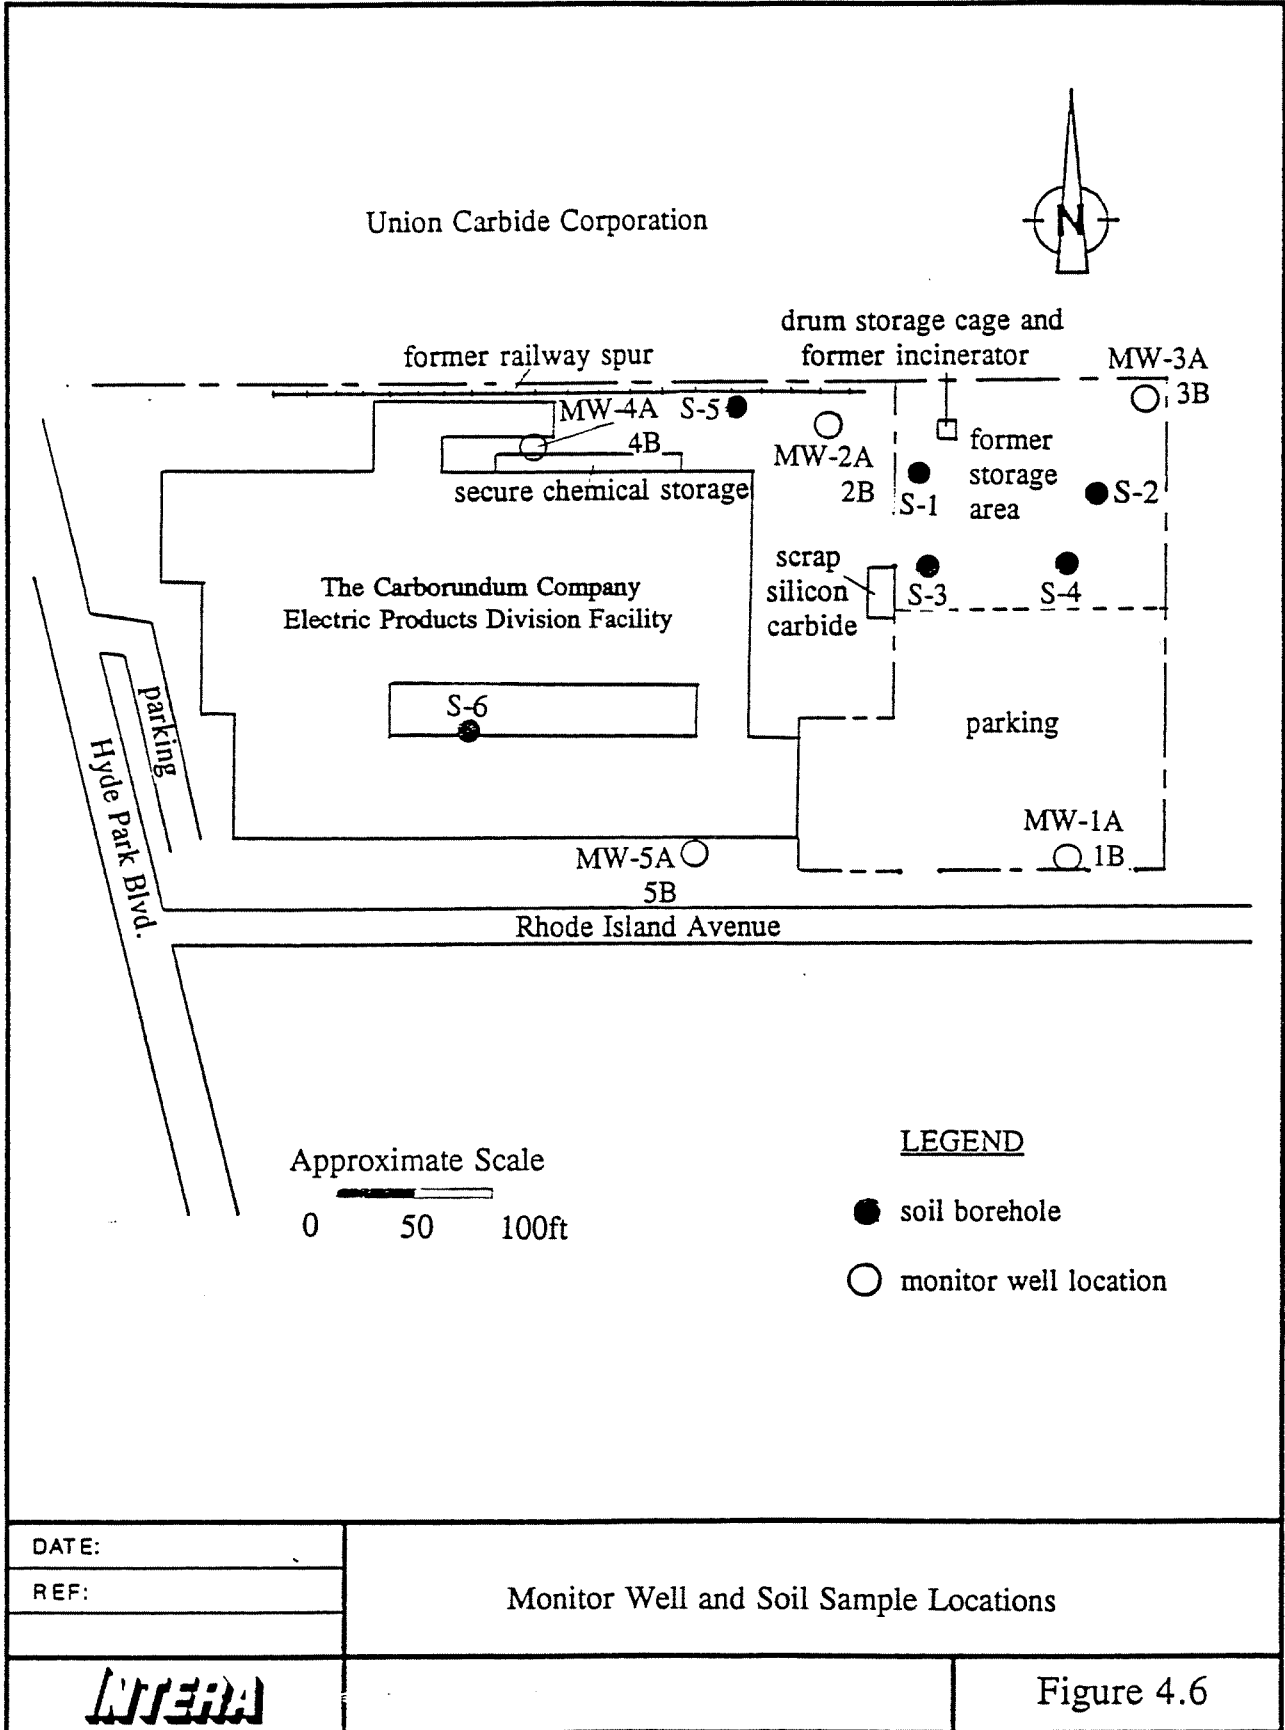 N
Union Carbide Corporation
drum storage cage and
former incinerator
former railway spur
MW-3A
3B
MW-4A
4B
S-5
MW-2A
2B
former
storage
area
S-1
S-2
secure chemical storage
scrap
silicon
carbide
S-3
S-4
The Carborundum Company
Electric Products Division Facility
S-6
parking
parking
Hyde Park Blvd.
MW-1A
1B
MW-5A
5B
Rhode Island Avenue
LEGEND
Approximate Scale
0 50 100ft
soil borehole
monitor well location
DATE:
REF:
Monitor Well and Soil Sample Locations
INTERA
Figure 4.6